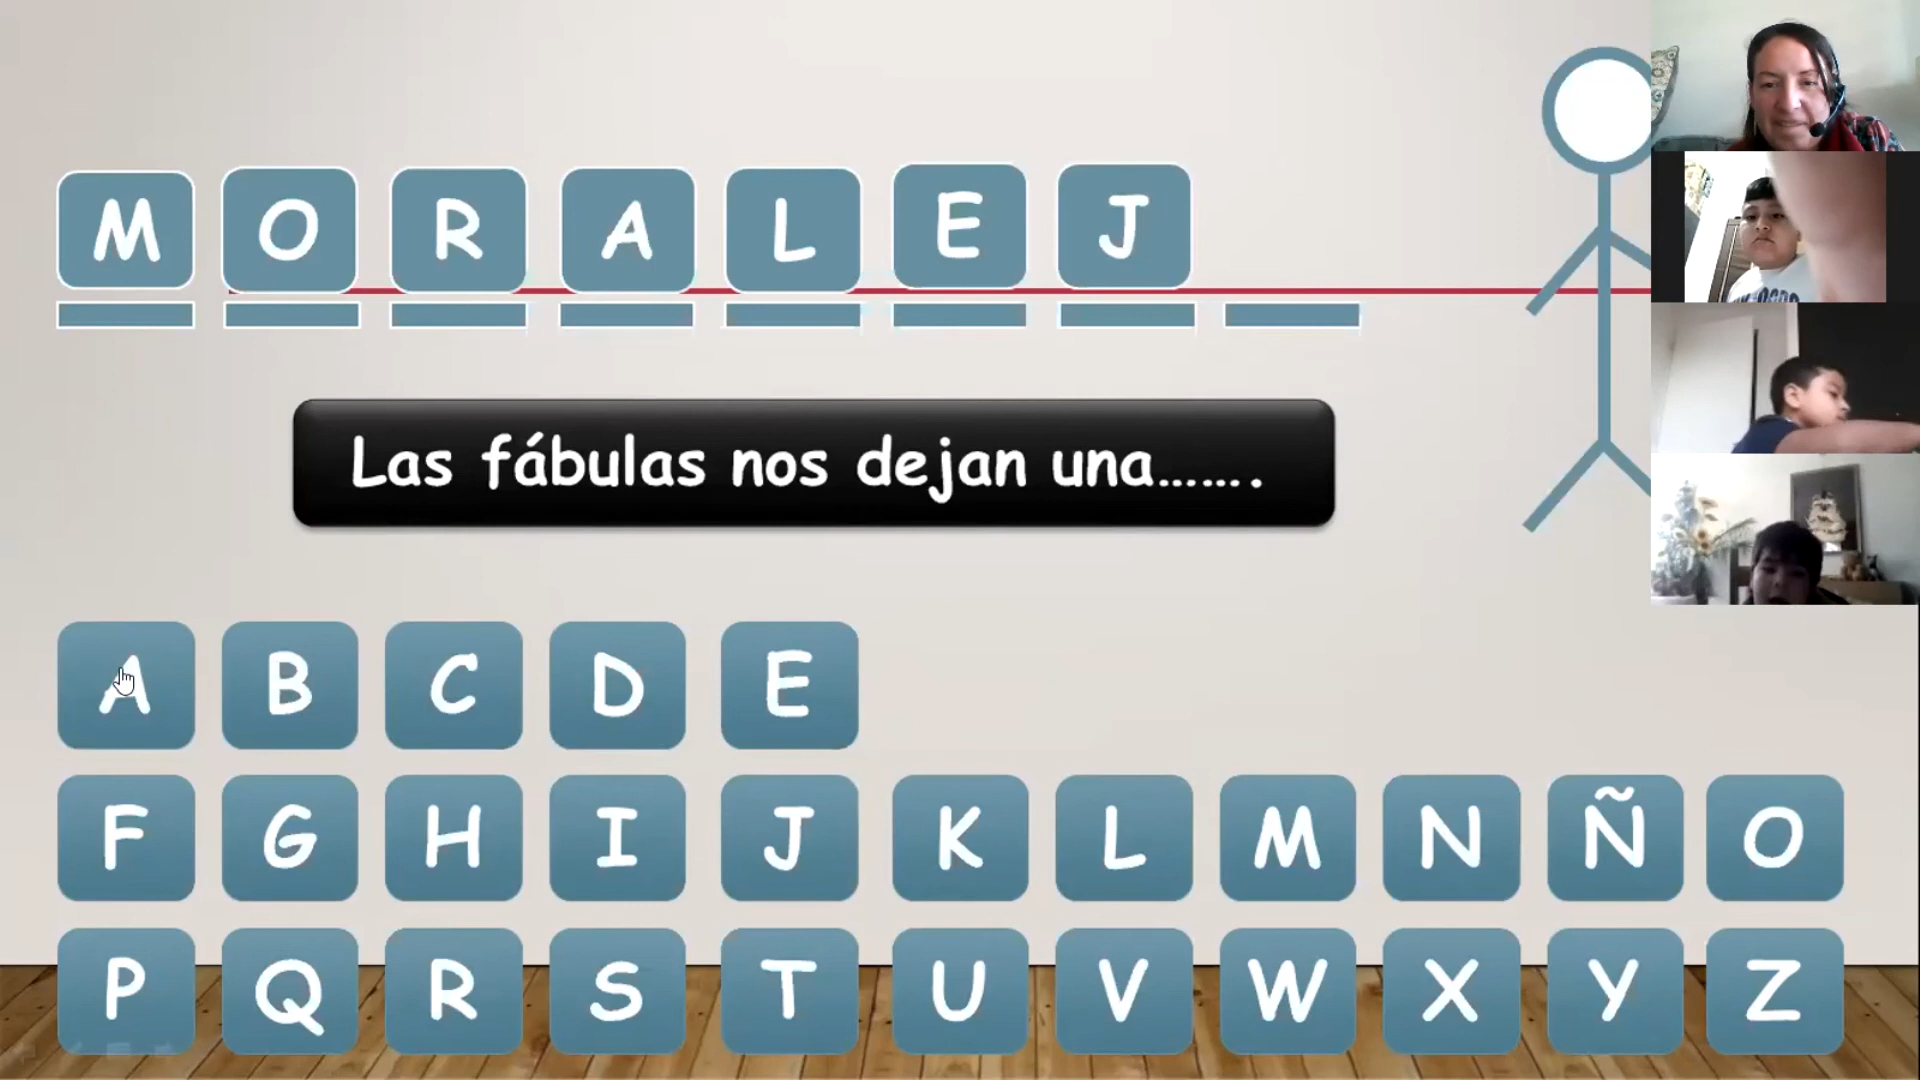 M O R A L E J
Las fábulas nos dejan una…….
A B C D E
F G H I J K L M N Ñ O
P Q R S T U V W X Y Z